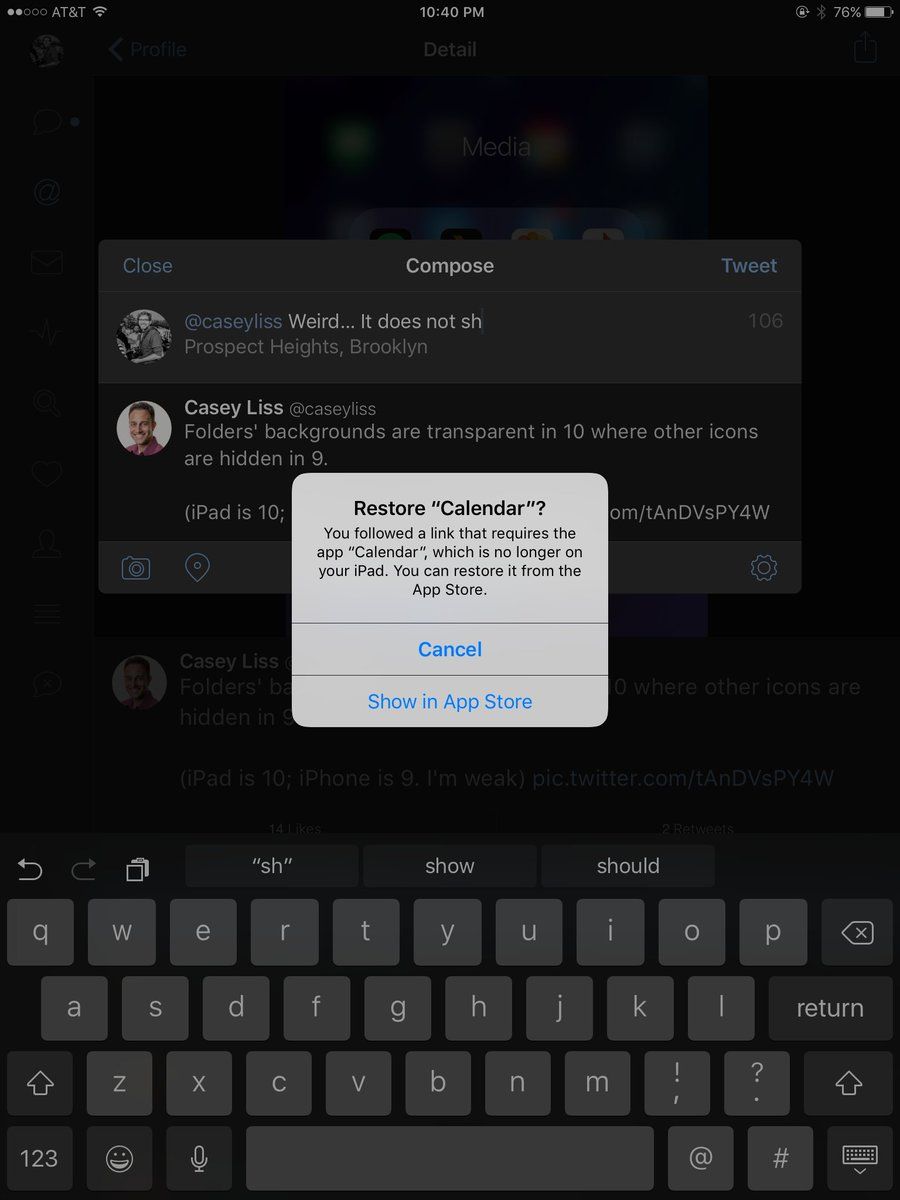 AT&T 10:40 PM 76%
Profile Detail
Media
Close Compose Tweet
@caseyliss Weird... It does not sh 106
Prospect Heights, Brooklyn
Casey Liss @caseyliss
Folders' backgrounds are transparent in 10 where other icons
are hidden in 9.
(iPad is 10; om/tAnDVsPY4W
Restore “Calendar”?
You followed a link that requires the
app “Calendar”, which is no longer on
your iPad. You can restore it from the
App Store.
Cancel
Show in App Store
Casey Liss
Folders' ba 10 where other icons are
hidden in 9
(iPad is 10; iPhone is 9. I'm weak) pic.twitter.com/tAnDVsPY4W
14 Likes 2 Retweets
“sh” show should
q w e r t y u i o p
a s d f g h j k l return
z x c v b n m ! , ? .
123 @ #